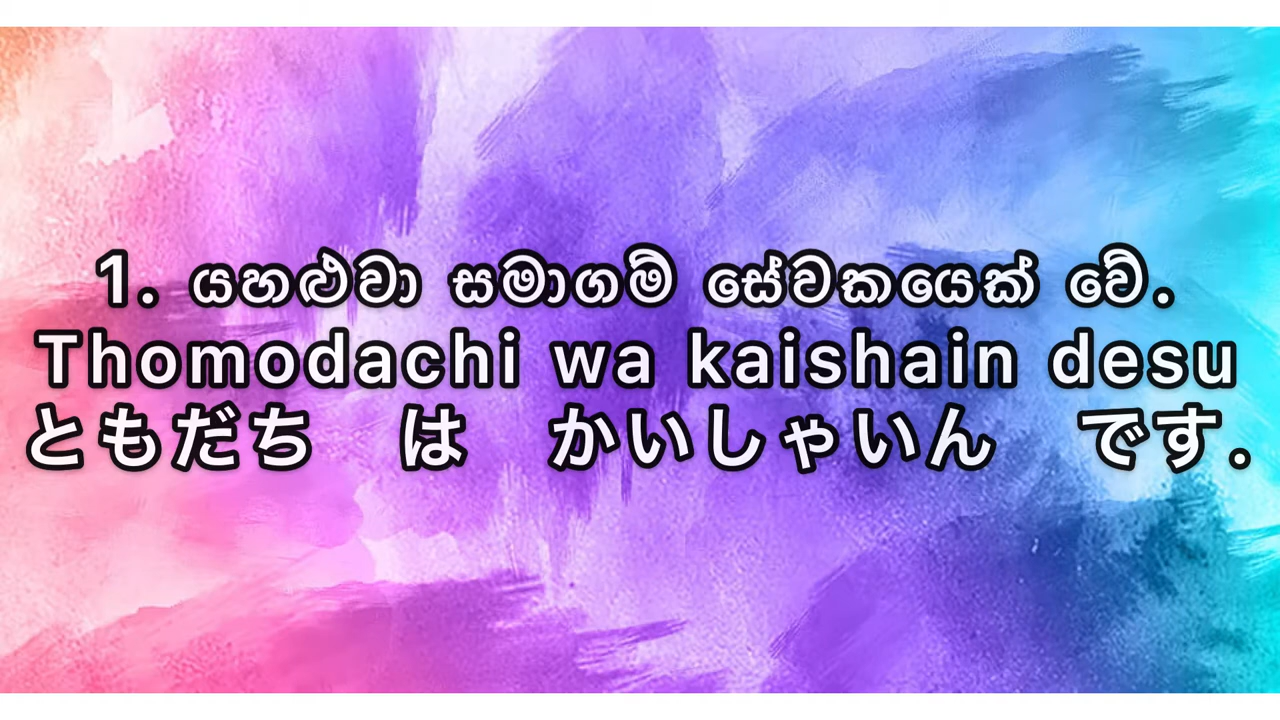 1. යහළුවා සමාගම් සේවකයෙක් වේ.
Thomodachi wa kaishain desu
ともだち　は　かいしゃいん　です.